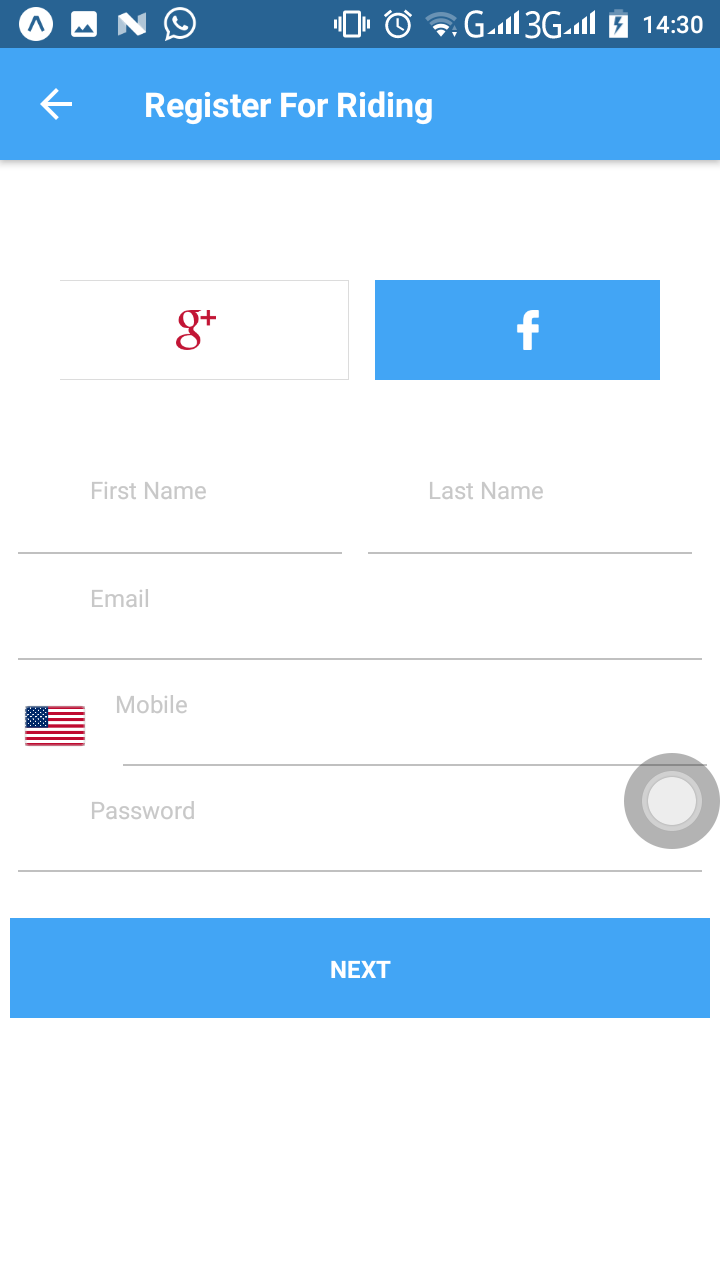 G 3G 14:30
Register For Riding
g+ f
First Name Last Name
Email
Mobile
Password
NEXT